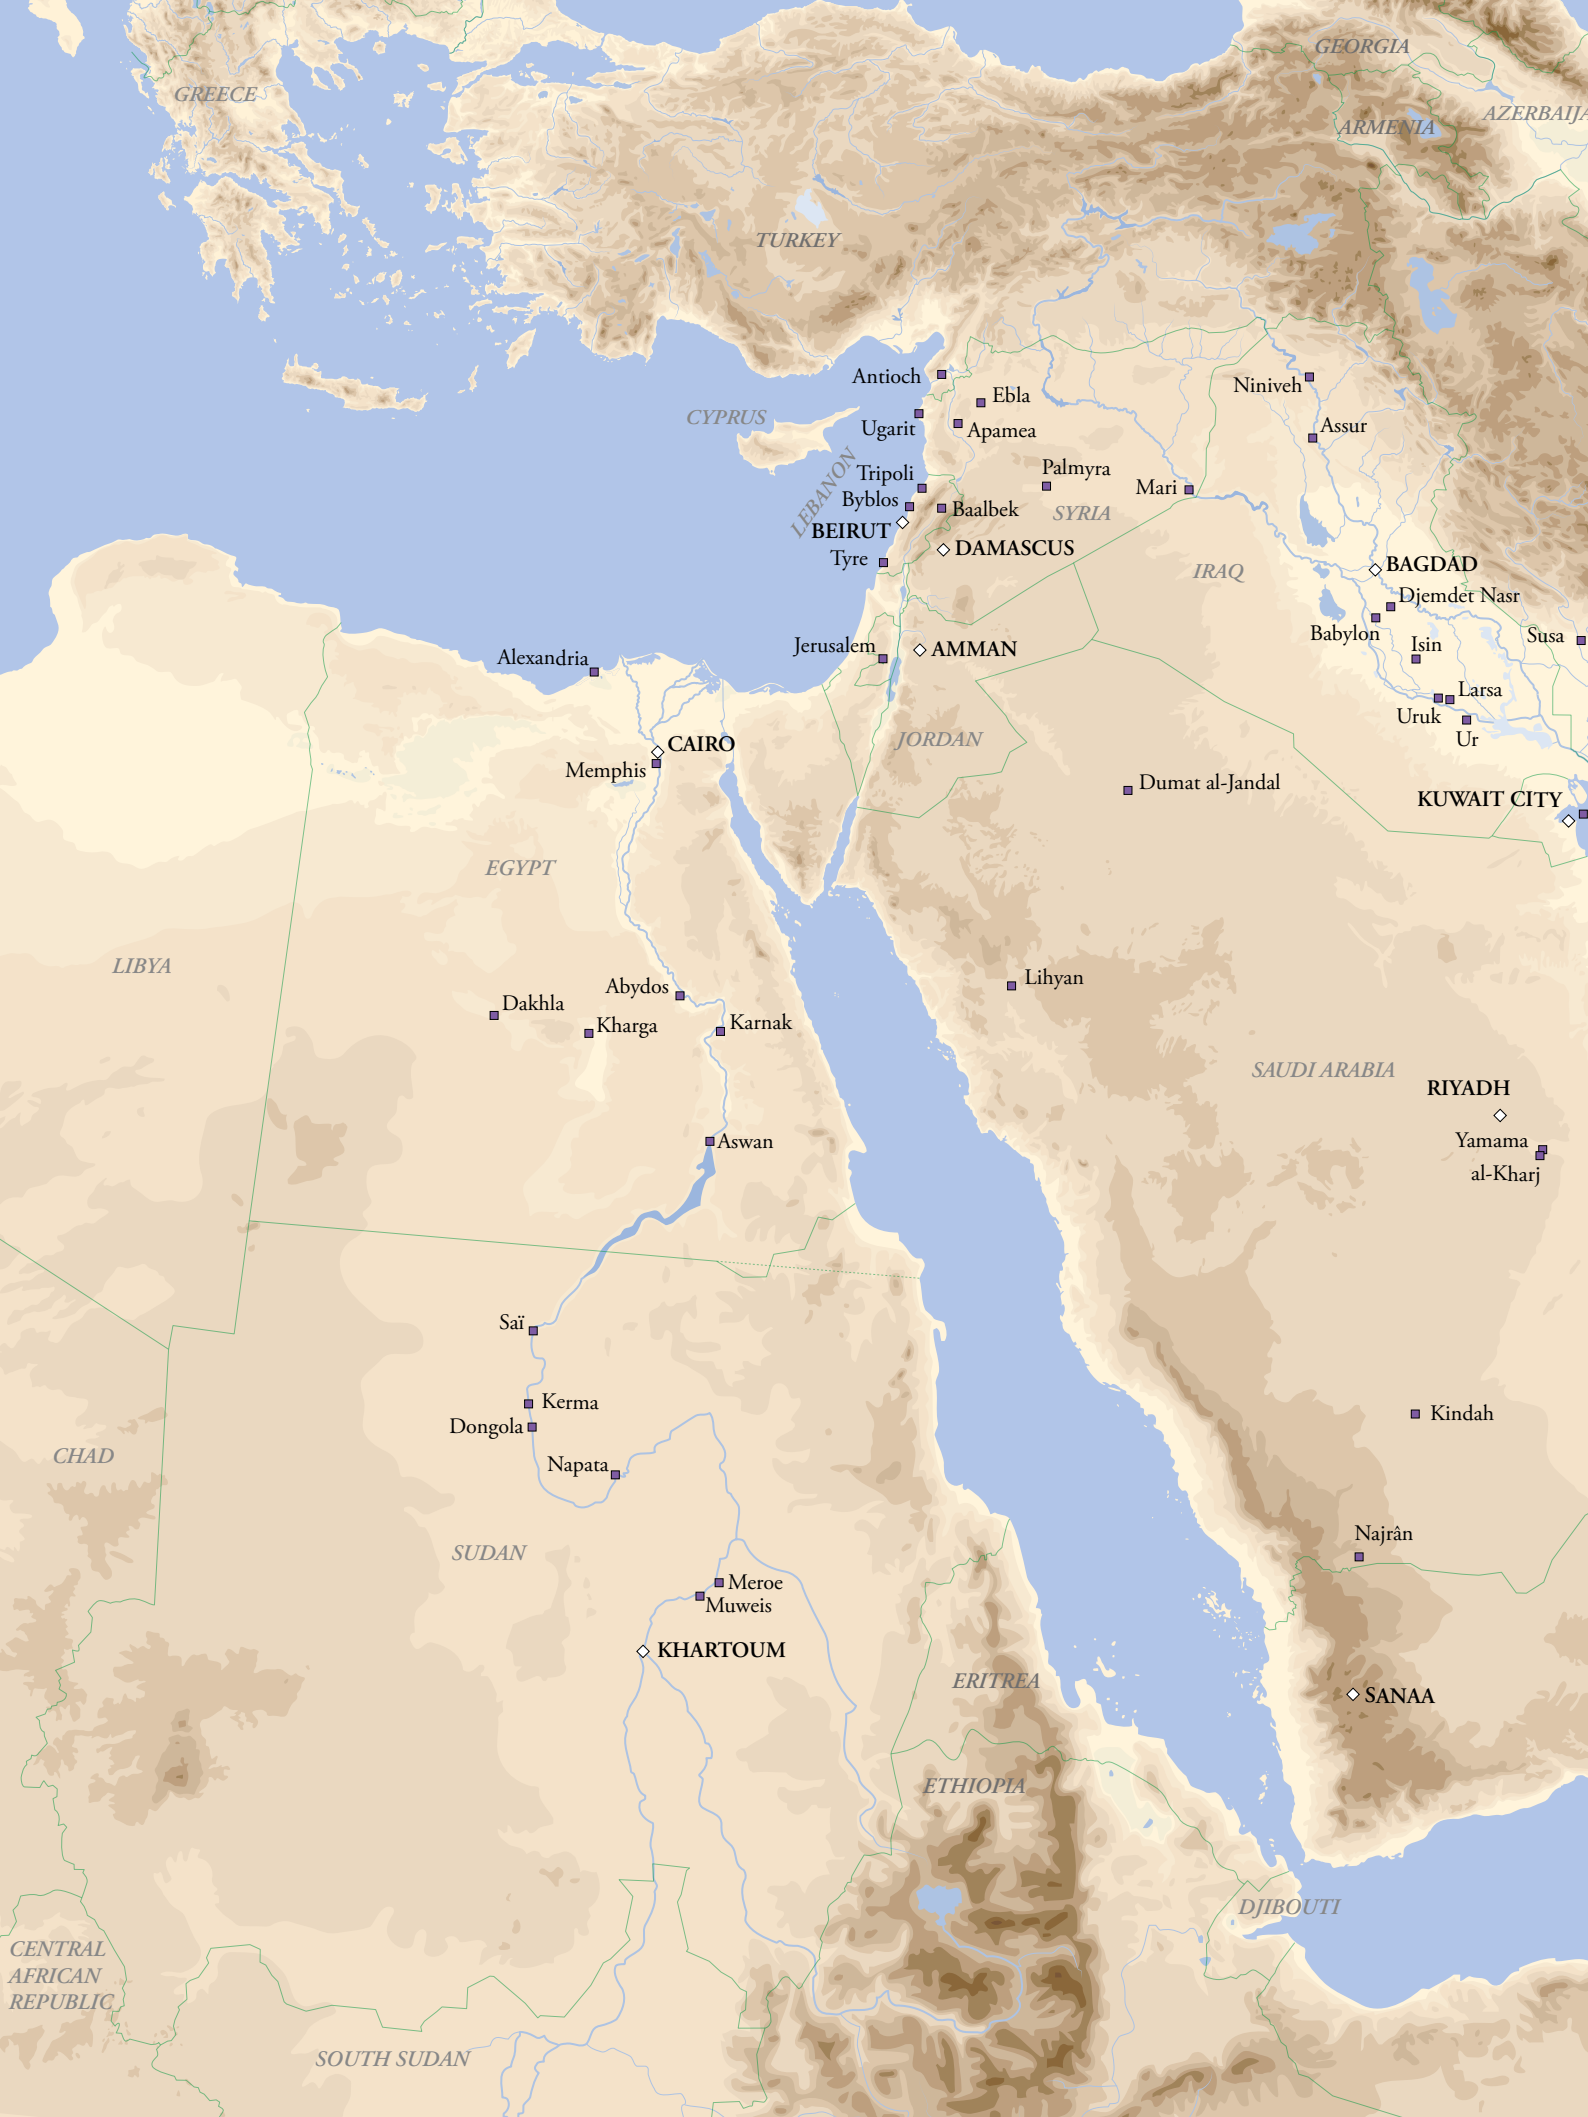 GEORGIA
GREECE
AZERBAIJA
ARMENIA
TURKEY
Antioch
Niniveh
Ebla
CYPRUS
Ugarit
Apamea
Assur
Palmyra
Tripoli
Mari
LEBANON
Byblos
Baalbek
SYRIA
BEIRUT
DAMASCUS
Tyre
BAGDAD
IRAQ
Djemdet Nasr
Babylon
Susa
Isin
Jerusalem
AMMAN
Alexandria
Larsa
Uruk
Ur
JORDAN
CAIRO
Memphis
Dumat al-Jandal
KUWAIT CITY
EGYPT
LIBYA
Lihyan
Abydos
Dakhla
Kharga
Karnak
SAUDI ARABIA
RIYADH
Aswan
Yamama
al-Kharj
Saï
Kerma
Kindah
Dongola
CHAD
Napata
Najrân
SUDAN
Meroe
Muweis
KHARTOUM
ERITREA
SANAA
ETHIOPIA
DJIBOUTI
CENTRAL
AFRICAN
REPUBLIC
SOUTH SUDAN